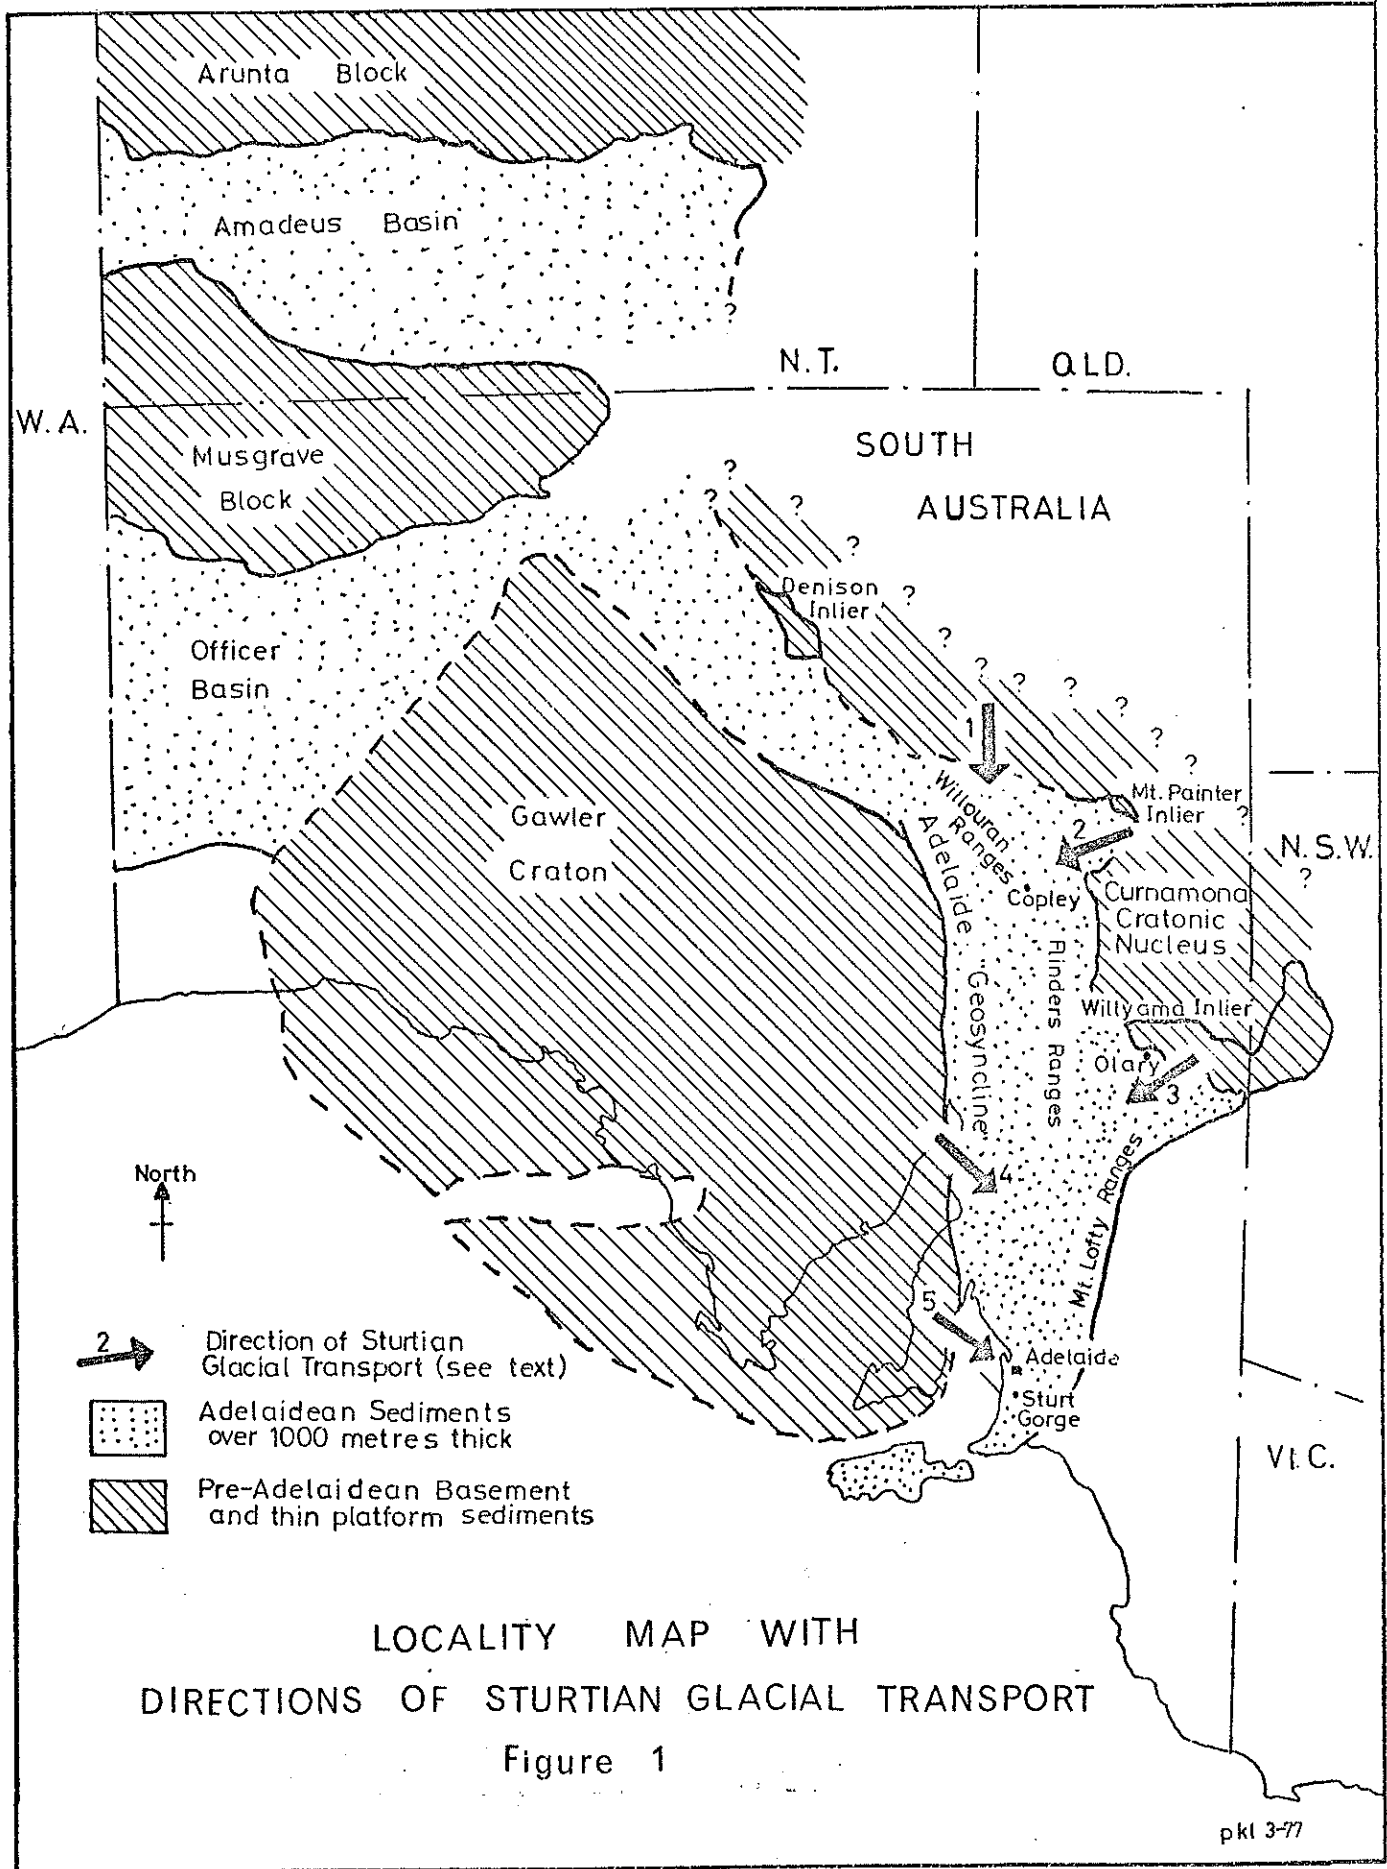 Arunta Block
Amadeus Basin
?
N.T.
QLD.
W.A.
Musgrave
Block
SOUTH
AUSTRALIA
?
?
?
?
?
?
?
?
?
?
?
?
?
?
Denison
Inlier
Officer
Basin
1
Willouran
Ranges
Mt. Painter
Inlier
2
N.S.W.
Gawler
Craton
Adelaide
"Geosyncline"
Copley
Flinders Ranges
Curnamona
Cratonic
Nucleus
Willyama Inlier
Olary
3
4
Mt. Lofty Ranges
North
5
Adelaide
Sturt
Gorge
VI.C.
2
Direction of Sturtian
Glacial Transport (see text)
Adelaidean Sediments
over 1000 metres thick
Pre-Adelaidean Basement
and thin platform sediments
LOCALITY MAP WITH
DIRECTIONS OF STURTIAN GLACIAL TRANSPORT
Figure 1
pkl 3-77